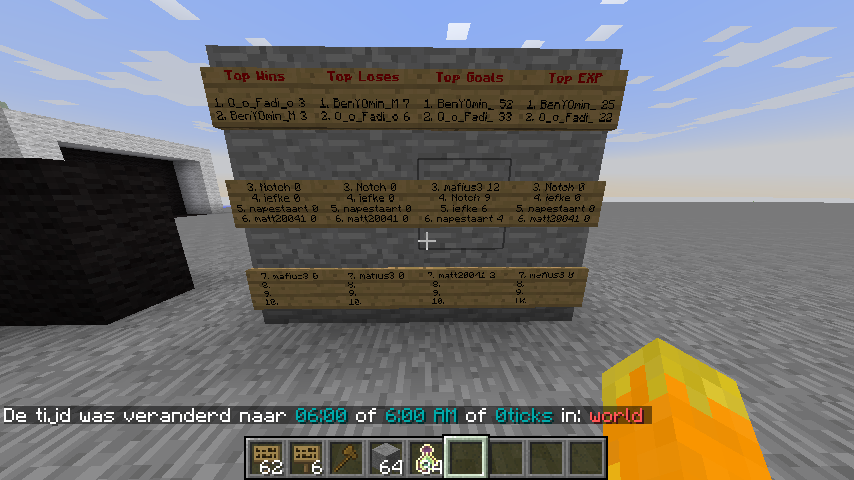 Top Wins Top Loses Top Goals Top EXP
1. O_o_Fadi_o 3 1. BenY0min_M 7 1. BenY0min_ 52 1. BenY0min_ 25
2. BenY0min_M 3 2. O_o_Fadi_o 6 2. O_o_Fadi_ 33 2. O_o_Fadi_ 22
3. Notch 0 3. Notch 0 3. mafius3 12 3. Notch 0
4. iefke 0 4. iefke 0 4. Notch 9 4. iefke 0
5. napestaart 0 5. napestaart 0 5. iefke 6 5. napestaart 0
6. matt20041 0 6. matt20041 0 6. napestaart 4 6. matt20041 0
7. mafius3 0 7. mafius3 0 7. matt20041 3 7. mafius3 0
8. 8. 8. 8.
9. 9. 9. 9.
10. 10. 10. 10.
De tijd was veranderd naar 06:00 of 6:00 AM of 0ticks in: world
62 6 64